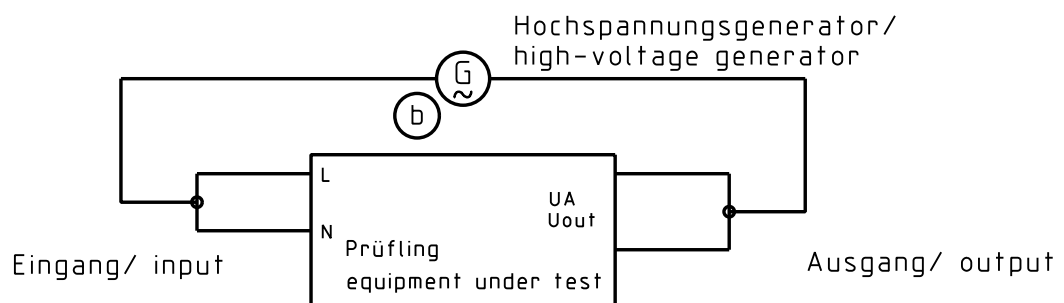 Hochspannungsgenerator/
high-voltage generator
G
~
b
L
UA
Uout
N
Prüfling
equipment under test
Eingang/ input
Ausgang/ output